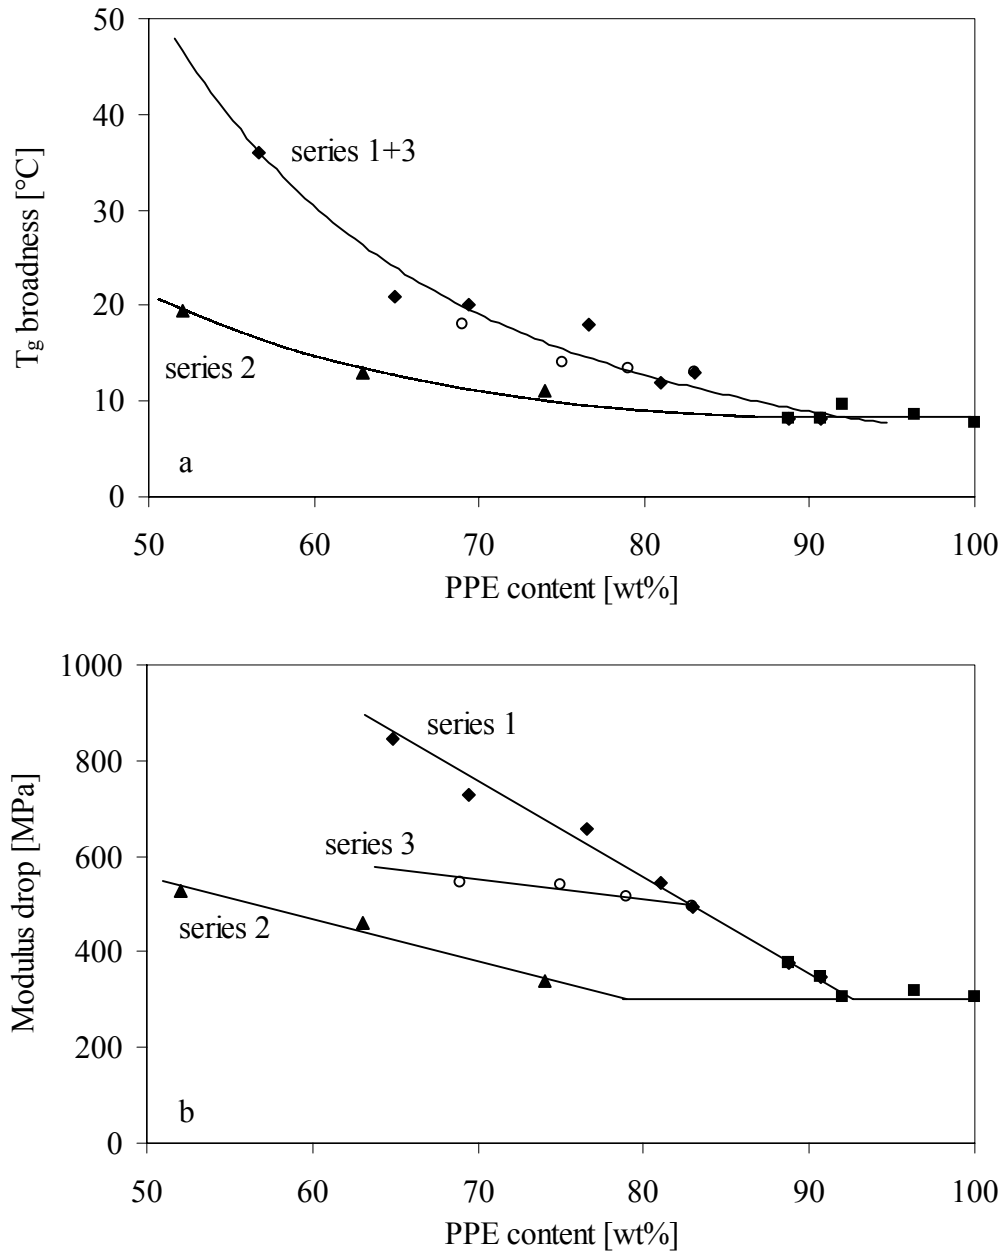 50
40
30
20
10
0
Tg broadness [°C]
series 1+3
series 2
a
50 60 70 80 90 100
PPE content [wt%]
1000
800
600
400
200
0
Modulus drop [MPa]
series 1
series 3
series 2
b
50 60 70 80 90 100
PPE content [wt%]